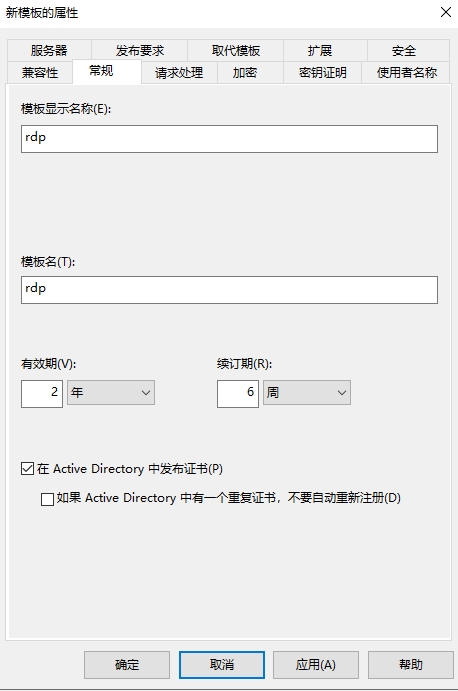 新模板的属性
服务器 发布要求 取代模板 扩展 安全
兼容性 常规 请求处理 加密 密钥证明 使用者名称
模板显示名称(E):
rdp
模板名(T):
rdp
有效期(V): 续订期(R):
2 年 6 周
在 Active Directory 中发布证书(P)
如果 Active Directory 中有一个重复证书，不要自动重新注册(D)
确定 取消 应用(A) 帮助